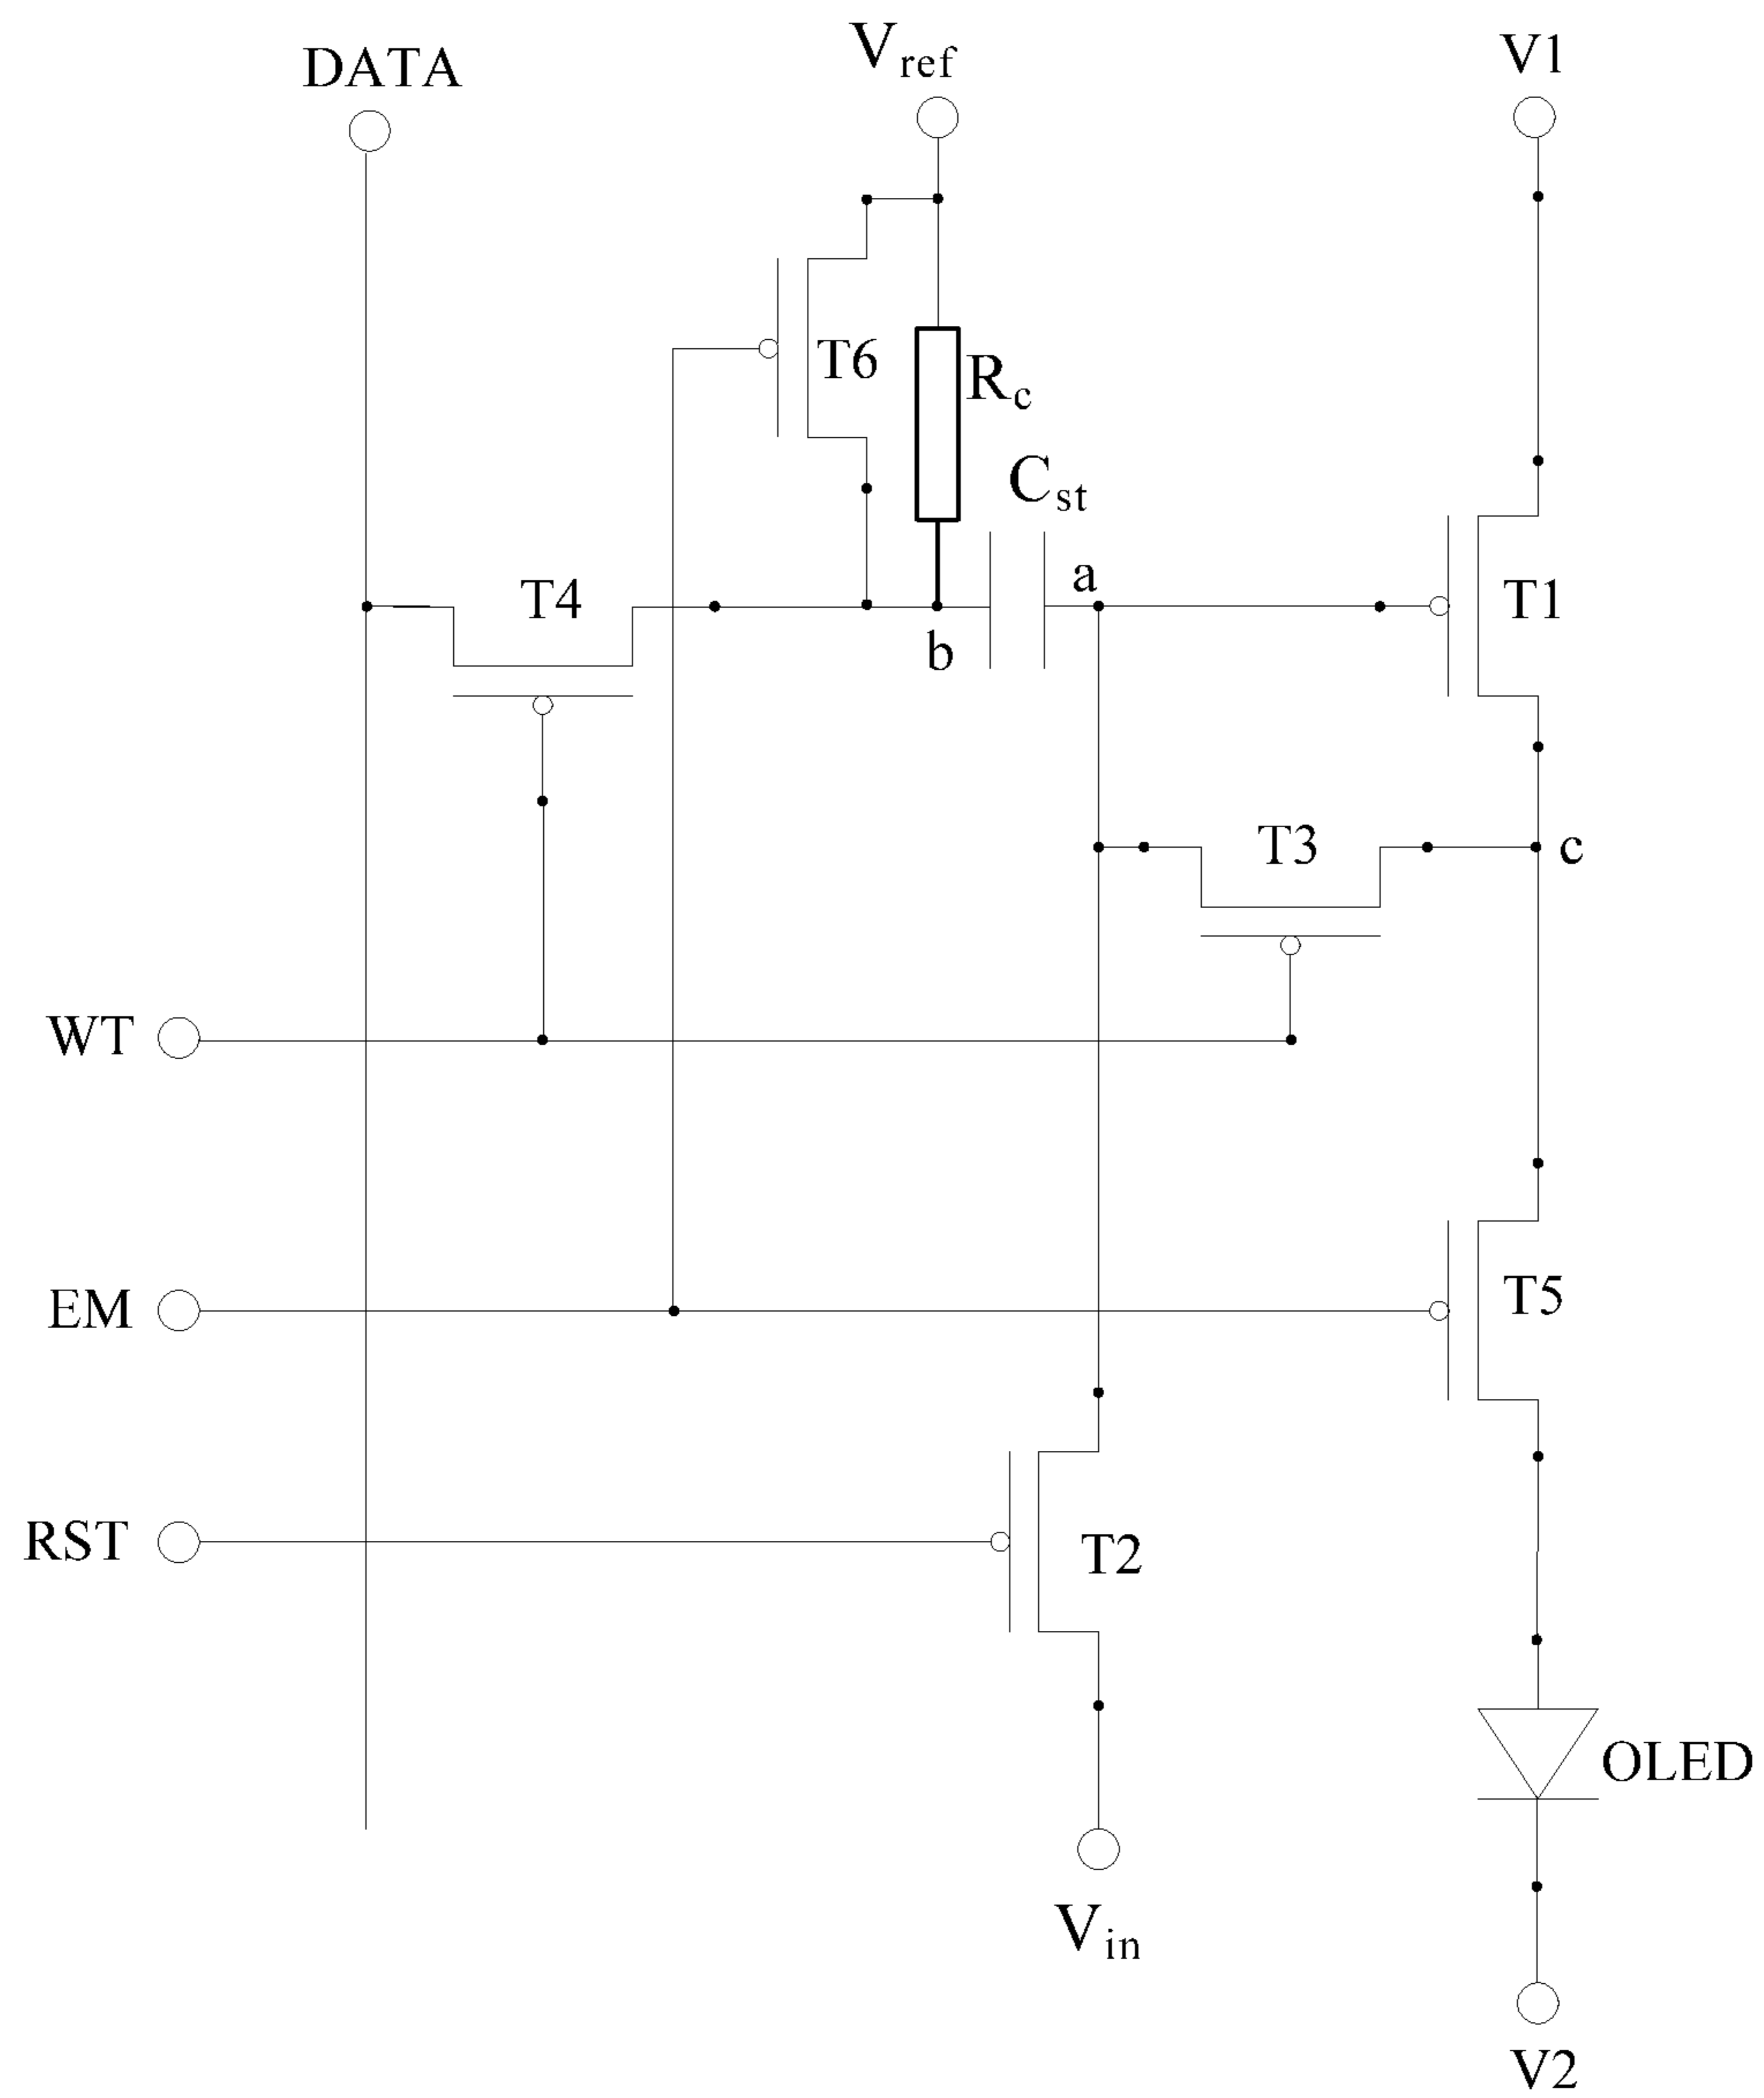 DATA
Vref
V1
T6
Rc
Cst
T4
a
T1
b
T3
c
WT
EM
T5
RST
T2
OLED
Vin
V2